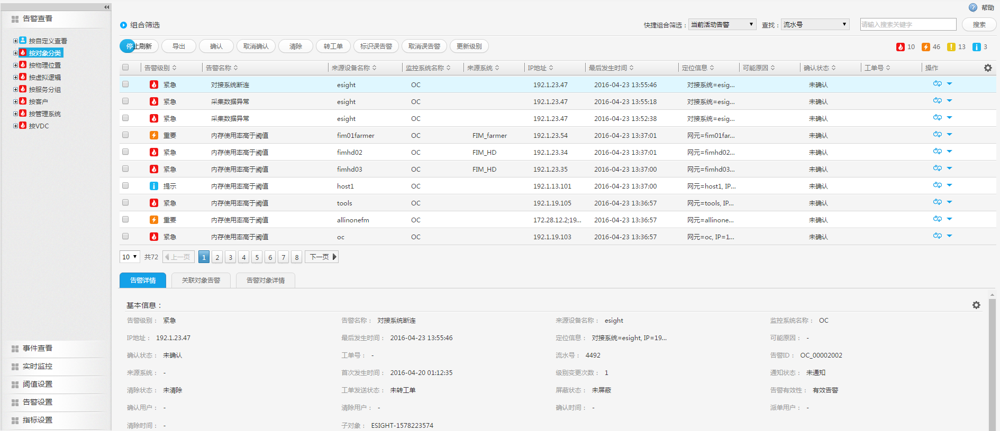 帮助
告警查看
按自定义查看
按对象分类
按物理位置
按虚拟逻辑
按服务分组
按客户
按管理系统
按VDC
事件查看
实时监控
阈值设置
告警设置
指标设置
组合筛选
快捷组合筛选： 当前活动告警 查找： 流水号 请输入搜索关键字 搜索
停止刷新 导出 确认 取消确认 清除 转工单 标识误告警 取消误告警 更新级别 10 46 13 3
告警级别 告警名称 来源设备名称 监控系统名称 来源系统 IP地址 最后发生时间 定位信息 可能原因 确认状态 工单号 操作
紧急 对接系统断连 esight OC 192.1.23.47 2016-04-23 13:55:46 对接系统=esig... 未确认
紧急 采集数据异常 esight OC 192.1.23.47 2016-04-23 13:55:18 对接系统=esig... 未确认
紧急 采集数据异常 esight OC 192.1.23.47 2016-04-23 13:52:38 对接系统=esig... 未确认
重要 内存使用率高于阈值 fim01farmer OC FIM_farmer 192.1.23.54 2016-04-23 13:37:01 网元=fim01far... 未确认
紧急 内存使用率高于阈值 fimhd02 OC FIM_HD 192.1.23.34 2016-04-23 13:37:01 网元=fimhd02... 未确认
紧急 内存使用率高于阈值 fimhd03 OC FIM_HD 192.1.23.35 2016-04-23 13:37:00 网元=fimhd03... 未确认
提示 内存使用率高于阈值 host1 OC 192.1.13.101 2016-04-23 13:37:00 网元=host1, IP... 未确认
紧急 内存使用率高于阈值 tools OC 192.1.19.105 2016-04-23 13:36:57 网元=tools, IP... 未确认
重要 内存使用率高于阈值 allinonefm OC 172.28.12.2;19... 2016-04-23 13:36:57 网元=allinone... 未确认
紧急 内存使用率高于阈值 oc OC 192.1.19.103 2016-04-23 13:36:57 网元=oc, IP=1... 未确认
10 共72 上一页 1 2 3 4 5 6 7 8 下一页
告警详情 关联对象告警 告警对象详情
基本信息：
告警级别： 紧急 告警名称： 对接系统断连 来源设备名称： esight 监控系统名称： OC
IP地址： 192.1.23.47 最后发生时间： 2016-04-23 13:55:46 定位信息： 对接系统=esight, IP=19... 可能原因： -
确认状态： 未确认 工单号： - 流水号： 4492 告警ID： OC_00002002
来源系统： - 首次发生时间： 2016-04-20 01:12:35 级别变更次数： 1 通知状态： 未通知
清除状态： 未清除 工单发送状态： 未转工单 屏蔽状态： 未屏蔽 告警有效性： 有效告警
确认用户： - 清除用户： - 确认时间： - 派单用户： -
清除时间： - 子对象： ESIGHT-1578223574